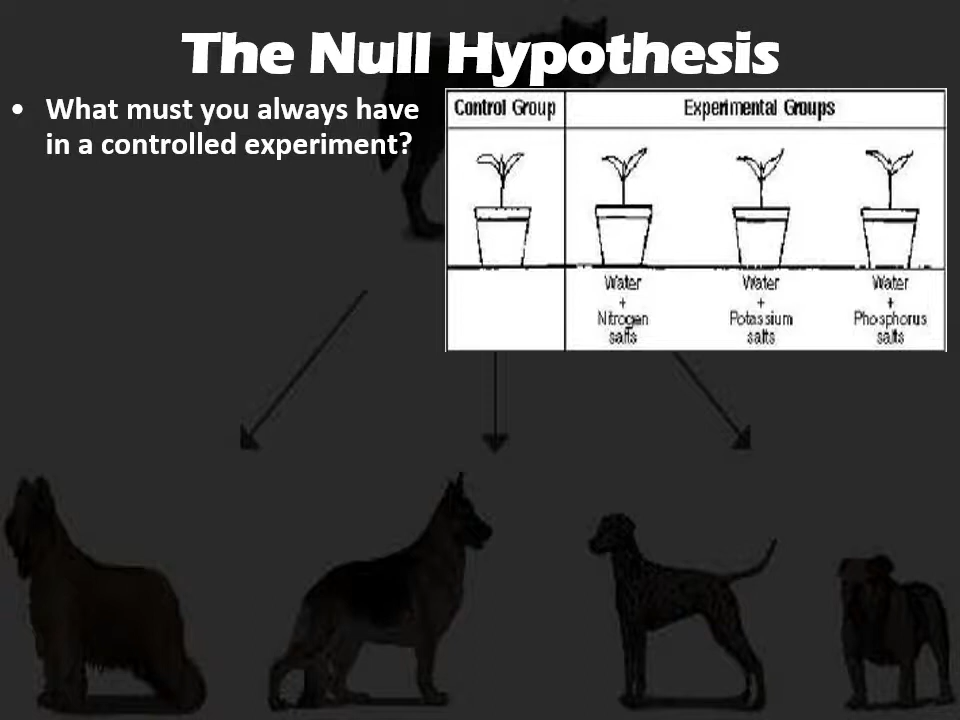 The Null Hypothesis
• What must you always have
in a controlled experiment?
Control Group
Experimental Groups
Water
+
Nitrogen
salts
Water
+
Potassium
salts
Water
+
Phosphorus
salts